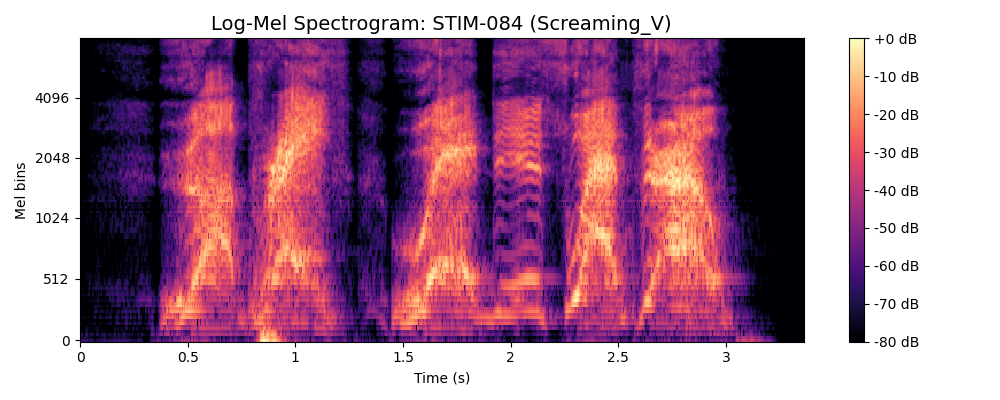 Log-Mel Spectrogram: STIM-084 (Screaming_V)
Mel bins
4096
2048
1024
512
0
0
0.5
1
1.5
2
2.5
3
Time (s)
+0 dB
-10 dB
-20 dB
-30 dB
-40 dB
-50 dB
-60 dB
-70 dB
-80 dB